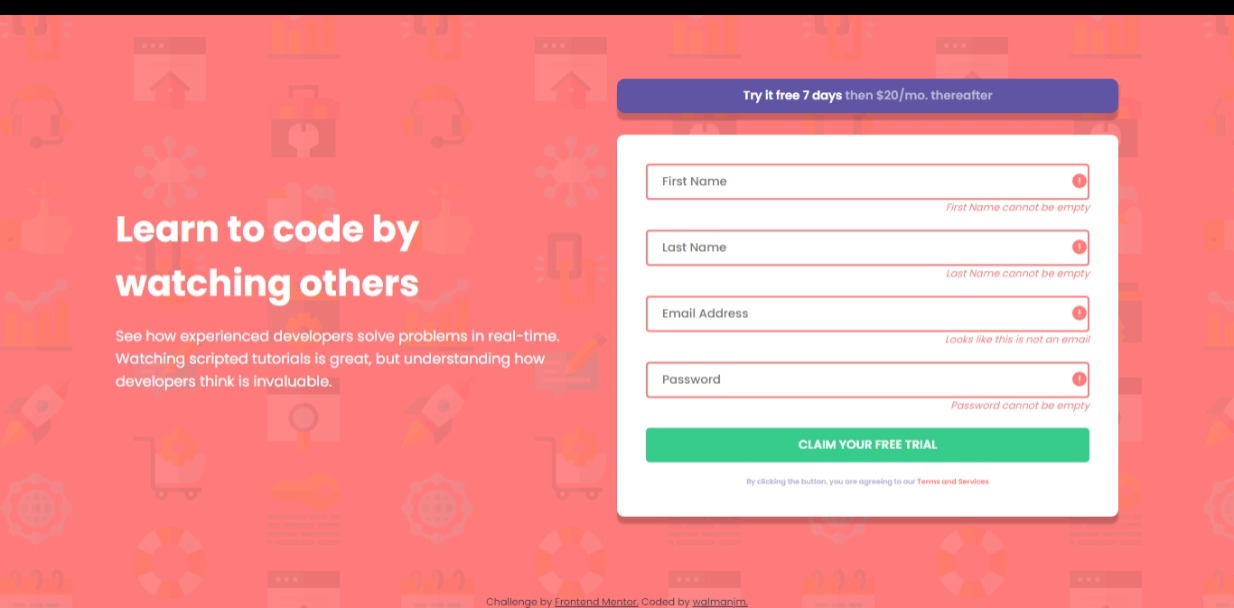 Try it free 7 days then $20/mo. thereafter
Learn to code by
watching others
See how experienced developers solve problems in real-time.
Watching scripted tutorials is great, but understanding how
developers think is invaluable.
First Name
First Name cannot be empty
Last Name
Last Name cannot be empty
Email Address
Looks like this is not an email
Password
Password cannot be empty
CLAIM YOUR FREE TRIAL
By clicking the button, you are agreeing to our Terms and Services
Challenge by Frontend Mentor. Coded by walmanjm.